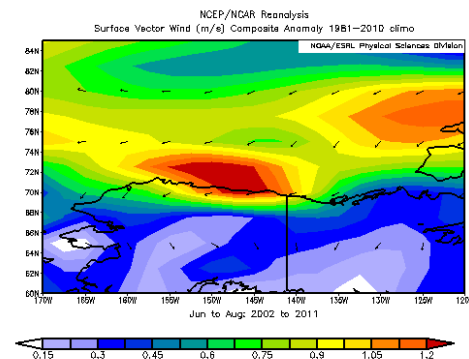 NCEP/NCAR Reanalysis
Surface Vector Wind (m/s) Composite Anomaly 1981-2010 climo
NOAA/ESRL Physical Sciences Division
84N
82N
80N
78N
76N
74N
72N
70N
68N
66N
64N
62N
60N
170W 165W 160W 155W 150W 145W 140W 135W 130W 125W 120
Jun to Aug: 2002 to 2011
0.15 0.3 0.45 0.6 0.75 0.9 1.05 1.2